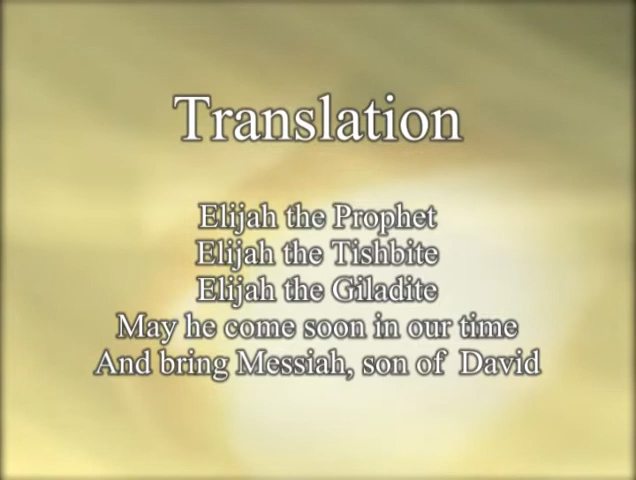 Translation
Elijah the Prophet
Elijah the Tishbite
Elijah the Giladite
May he come soon in our time
And bring Messiah, son of David